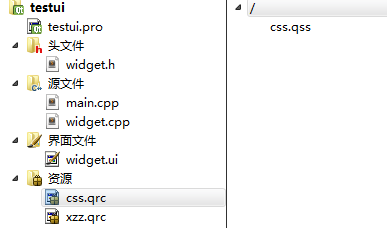 testui
testui.pro
头文件
widget.h
源文件
main.cpp
widget.cpp
界面文件
widget.ui
资源
css.qrc
xzz.qrc
/
css.qss